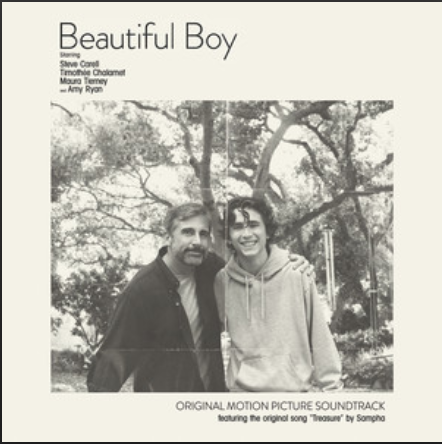 Beautiful Boy
Starring
Steve Carell
Timothée Chalamet
Maura Tierney
and Amy Ryan
ORIGINAL MOTION PICTURE SOUNDTRACK
featuring the original song "Treasure" by Sampha